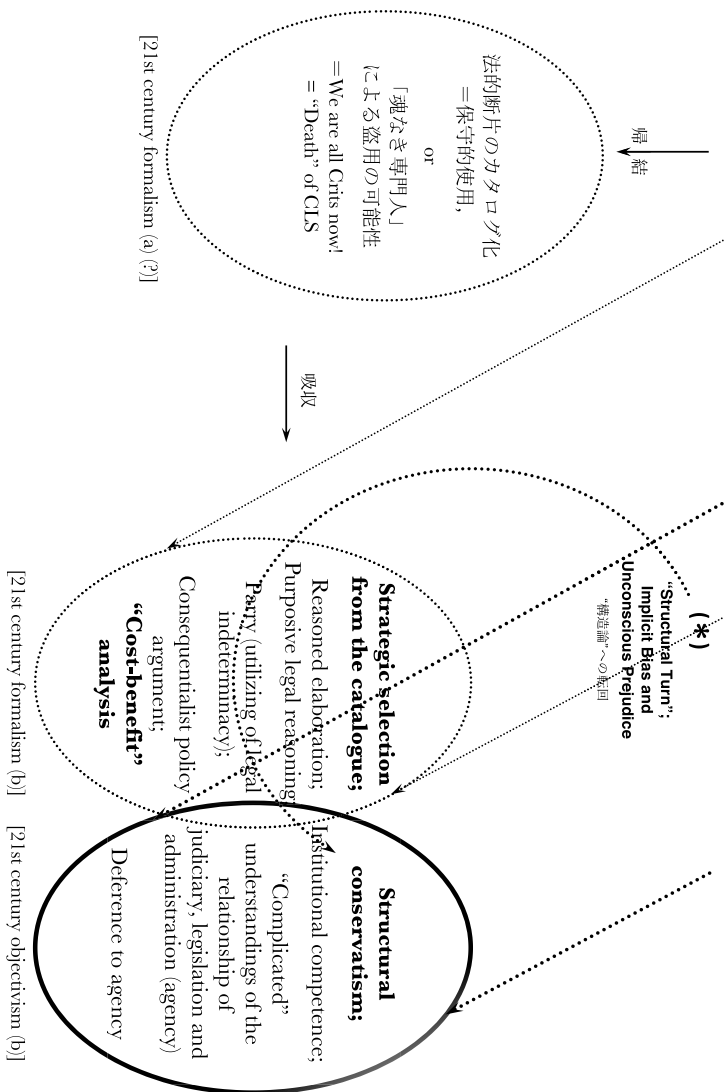 帰結
法的断片のカタログ化
=保守的使用,
or
「魂なき専門人」
による盗用の可能性
=We are all Crits now!
= “Death” of CLS
[21st century formalism (a) (?)]
吸収
(*)
“Structural Turn”;
Implicit Bias and
Unconscious Prejudice
“構造論”への転回
Strategic selection
from the catalogue;
Reasoned elaboration;
Purposive legal reasoning;
Parry (utilizing of legal
indeterminacy);
Consequentialist policy
argument;
“Cost-benefit”
analysis
[21st century formalism (b)]
Structural
conservatism;
Institutional competence;
“Complicated”
understandings of the
relationship of
judiciary, legislation and
administration (agency)
Deference to agency
[21st century objectivism (b)]